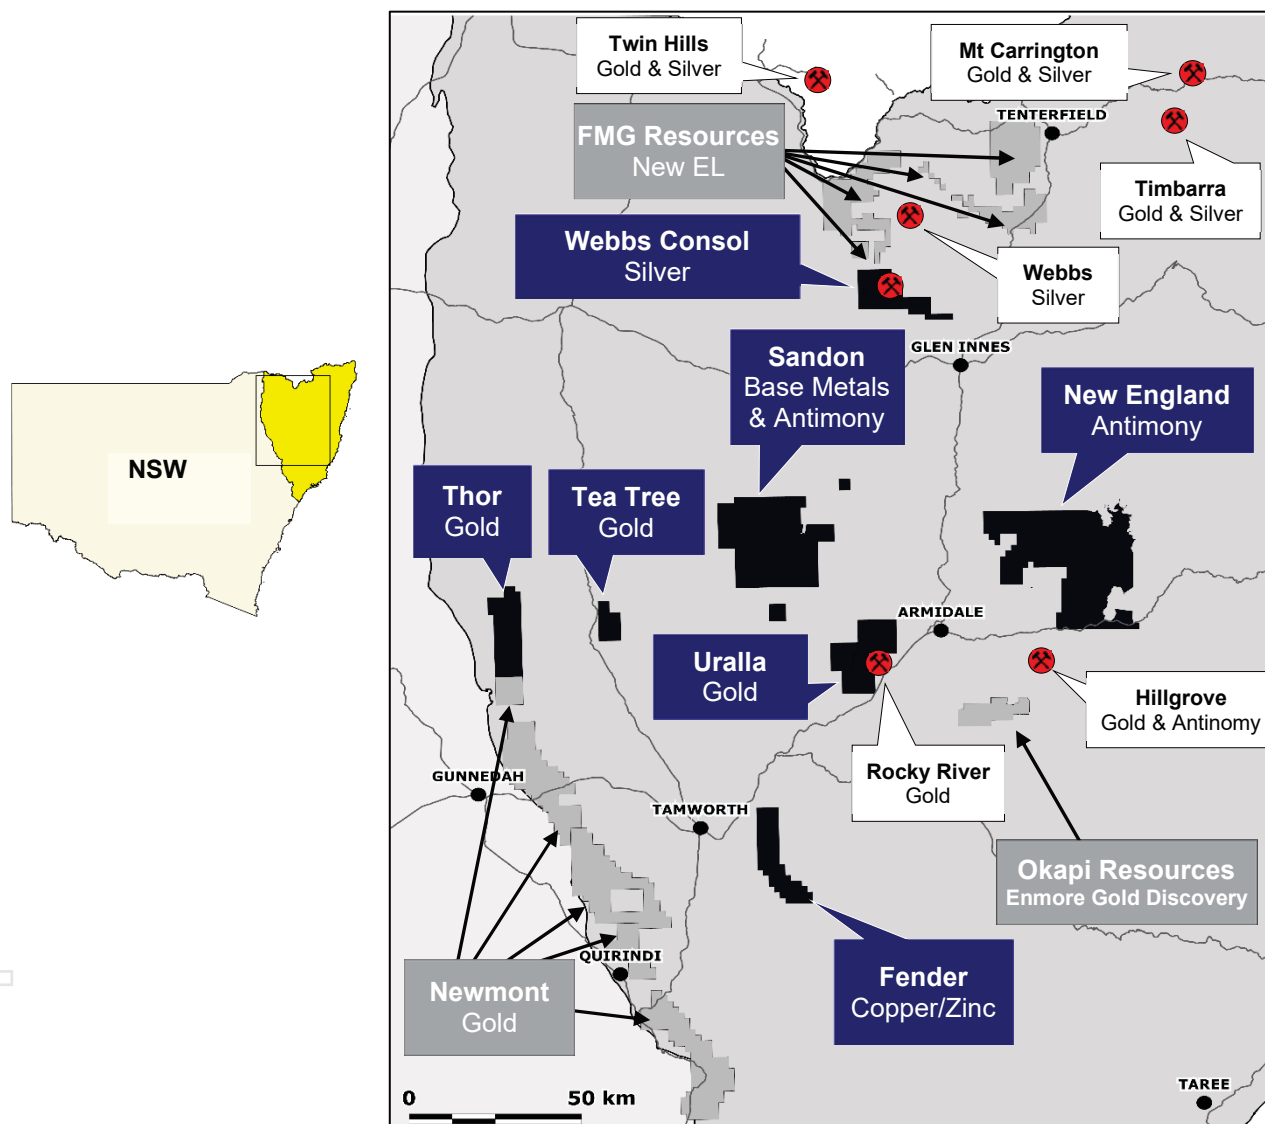 Twin Hills
Gold & Silver
Mt Carrington
Gold & Silver
TENTERFIELD
FMG Resources
New EL
Timbarra
Gold & Silver
Webbs Consol
Silver
Webbs
Silver
GLEN INNES
Sandon
Base Metals
& Antimony
New England
Antimony
NSW
Thor
Gold
Tea Tree
Gold
ARMIDALE
Uralla
Gold
Hillgrove
Gold & Antinomy
Rocky River
Gold
GUNNEDAH
TAMWORTH
Okapi Resources
Enmore Gold Discovery
QUIRINDI
Newmont
Gold
Fender
Copper/Zinc
0 50 km
TAREE